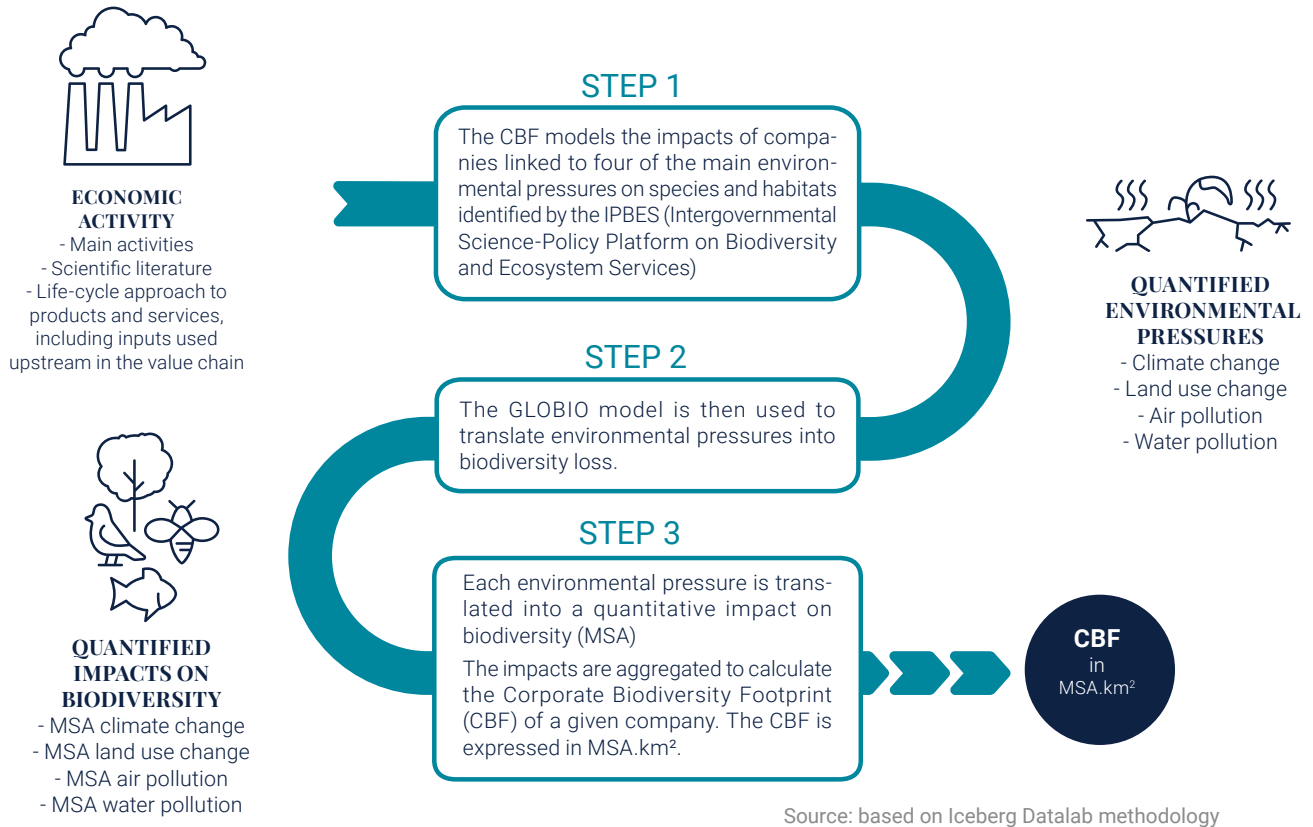 ECONOMIC
ACTIVITY
- Main activities
- Scientific literature
- Life-cycle approach to
products and services,
including inputs used
upstream in the value chain
STEP 1
The CBF models the impacts of compa-
nies linked to four of the main environ-
mental pressures on species and habitats
identified by the IPBES (Intergovernmental
Science-Policy Platform on Biodiversity
and Ecosystem Services)
QUANTIFIED
ENVIRONMENTAL
PRESSURES
- Climate change
- Land use change
- Air pollution
- Water pollution
STEP 2
The GLOBIO model is then used to
translate environmental pressures into
biodiversity loss.
QUANTIFIED
IMPACTS ON
BIODIVERSITY
- MSA climate change
- MSA land use change
- MSA air pollution
- MSA water pollution
STEP 3
Each environmental pressure is trans-
lated into a quantitative impact on
biodiversity (MSA)
The impacts are aggregated to calculate
the Corporate Biodiversity Footprint
(CBF) of a given company. The CBF is
expressed in MSA.km².
CBF
in
MSA.km²
Source: based on Iceberg Datalab methodology